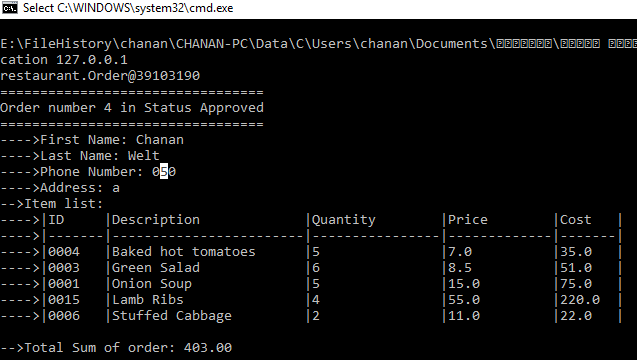 Select C:\WINDOWS\system32\cmd.exe
E:\FileHistory\chanan\CHANAN-PC\Data\C\Users\chanan\Documents\
cation 127.0.0.1
restaurant.Order@39103190
=================================
Order number 4 in Status Approved
=================================
---->First Name: Chanan
---->Last Name: Welt
---->Phone Number: 050
---->Address: a
-->Item list:
---->|ID |Description |Quantity |Price |Cost |
---->|-------|------------------------|----------------|-------------|-------|
---->|0004 |Baked hot tomatoes |5 |7.0 |35.0 |
---->|0003 |Green Salad |6 |8.5 |51.0 |
---->|0001 |Onion Soup |5 |15.0 |75.0 |
---->|0015 |Lamb Ribs |4 |55.0 |220.0 |
---->|0006 |Stuffed Cabbage |2 |11.0 |22.0 |
-->Total Sum of order: 403.00